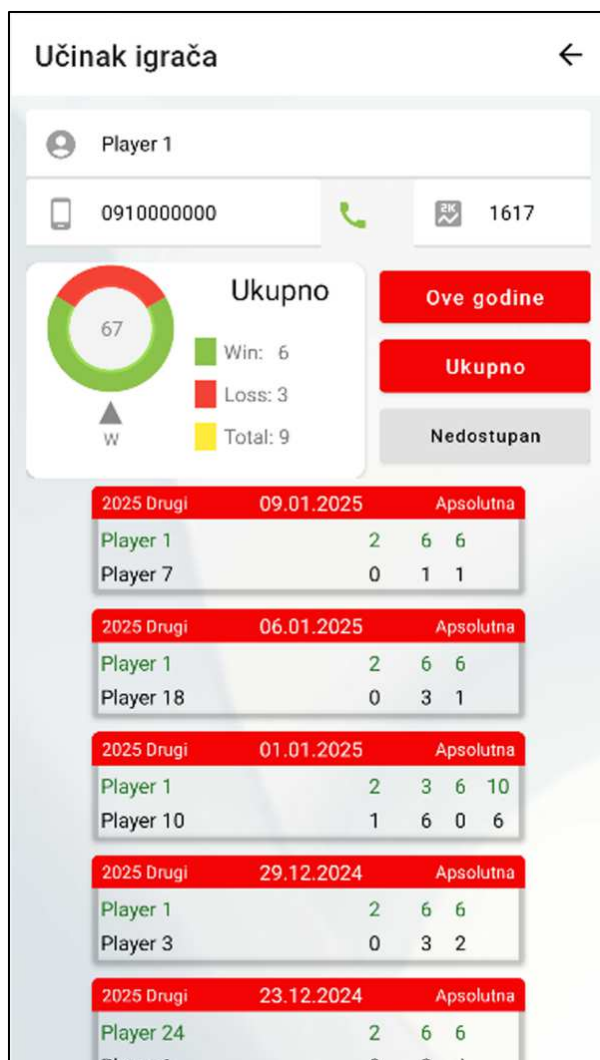 Učinak igrača
Player 1
0910000000 2K 1617
Ukupno
67
Win: 6
Loss: 3
Total: 9
W
Ove godine
Ukupno
Nedostupan
2025 Drugi 09.01.2025 Apsolutna
Player 1 2 6 6
Player 7 0 1 1
2025 Drugi 06.01.2025 Apsolutna
Player 1 2 6 6
Player 18 0 3 1
2025 Drugi 01.01.2025 Apsolutna
Player 1 2 3 6 10
Player 10 1 6 0 6
2025 Drugi 29.12.2024 Apsolutna
Player 1 2 6 6
Player 3 0 3 2
2025 Drugi 23.12.2024 Apsolutna
Player 24 2 6 6